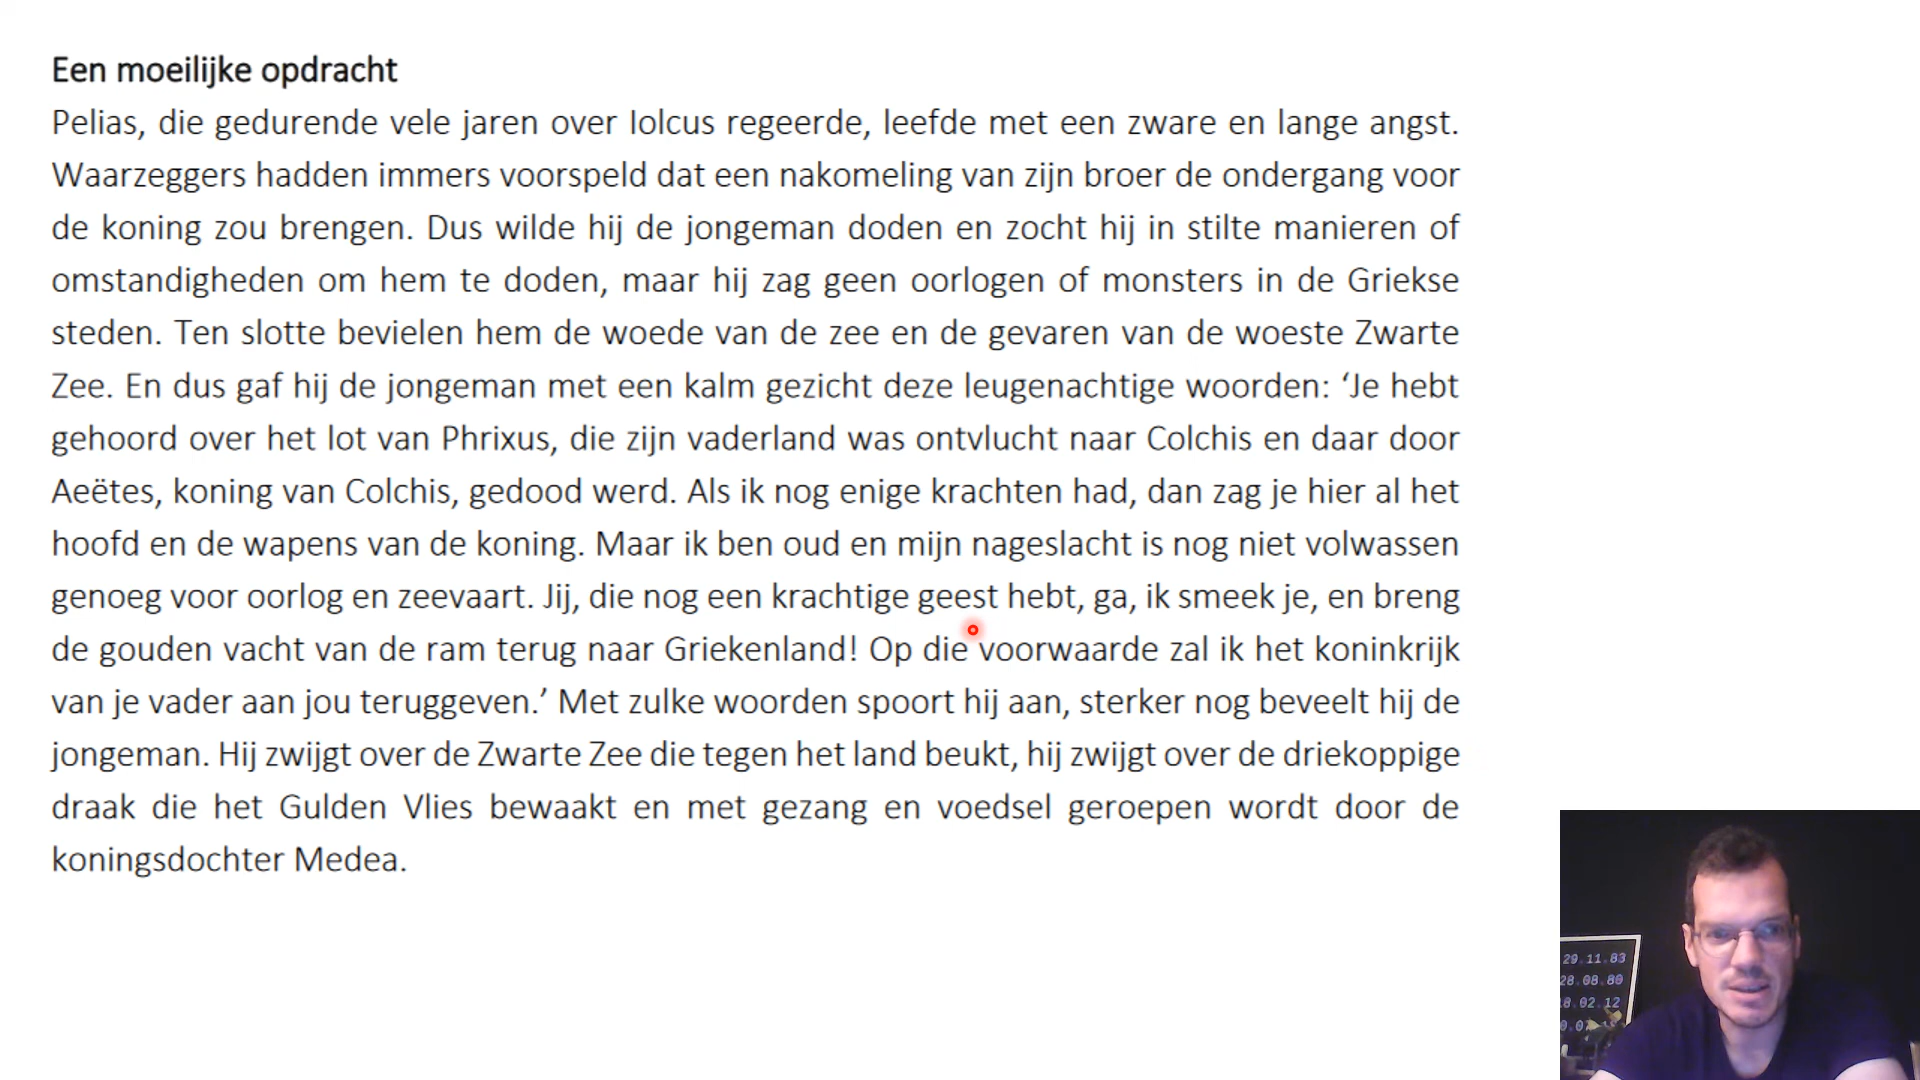 Een moeilijke opdracht
Pelias, die gedurende vele jaren over Iolcus regeerde, leefde met een zware en lange angst.
Waarzeggers hadden immers voorspeld dat een nakomeling van zijn broer de ondergang voor
de koning zou brengen. Dus wilde hij de jongeman doden en zocht hij in stilte manieren of
omstandigheden om hem te doden, maar hij zag geen oorlogen of monsters in de Griekse
steden. Ten slotte bevielen hem de woede van de zee en de gevaren van de woeste Zwarte
Zee. En dus gaf hij de jongeman met een kalm gezicht deze leugenachtige woorden: ‘Je hebt
gehoord over het lot van Phrixus, die zijn vaderland was ontvlucht naar Colchis en daar door
Aeëtes, koning van Colchis, gedood werd. Als ik nog enige krachten had, dan zag je hier al het
hoofd en de wapens van de koning. Maar ik ben oud en mijn nageslacht is nog niet volwassen
genoeg voor oorlog en zeevaart. Jij, die nog een krachtige geest hebt, ga, ik smeek je, en breng
de gouden vacht van de ram terug naar Griekenland! Op die voorwaarde zal ik het koninkrijk
van je vader aan jou teruggeven.’ Met zulke woorden spoort hij aan, sterker nog beveelt hij de
jongeman. Hij zwijgt over de Zwarte Zee die tegen het land beukt, hij zwijgt over de driekoppige
draak die het Gulden Vlies bewaakt en met gezang en voedsel geroepen wordt door de
koningsdochter Medea.
29.11.83
28.08.80
8.02.12